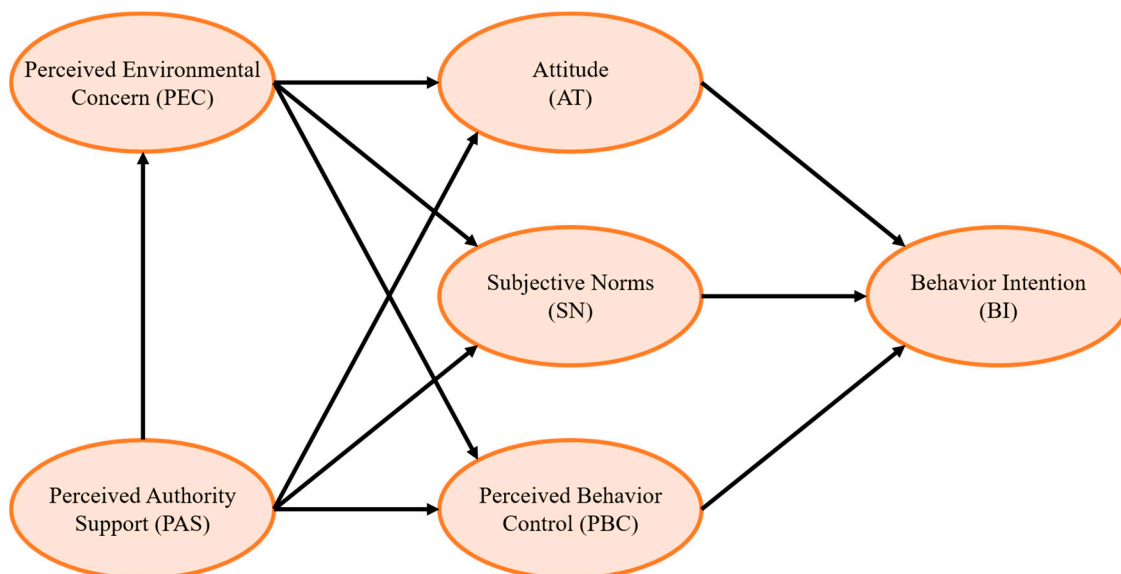 Perceived Environmental
Concern (PEC)
Attitude
(AT)
Subjective Norms
(SN)
Behavior Intention
(BI)
Perceived Authority
Support (PAS)
Perceived Behavior
Control (PBC)